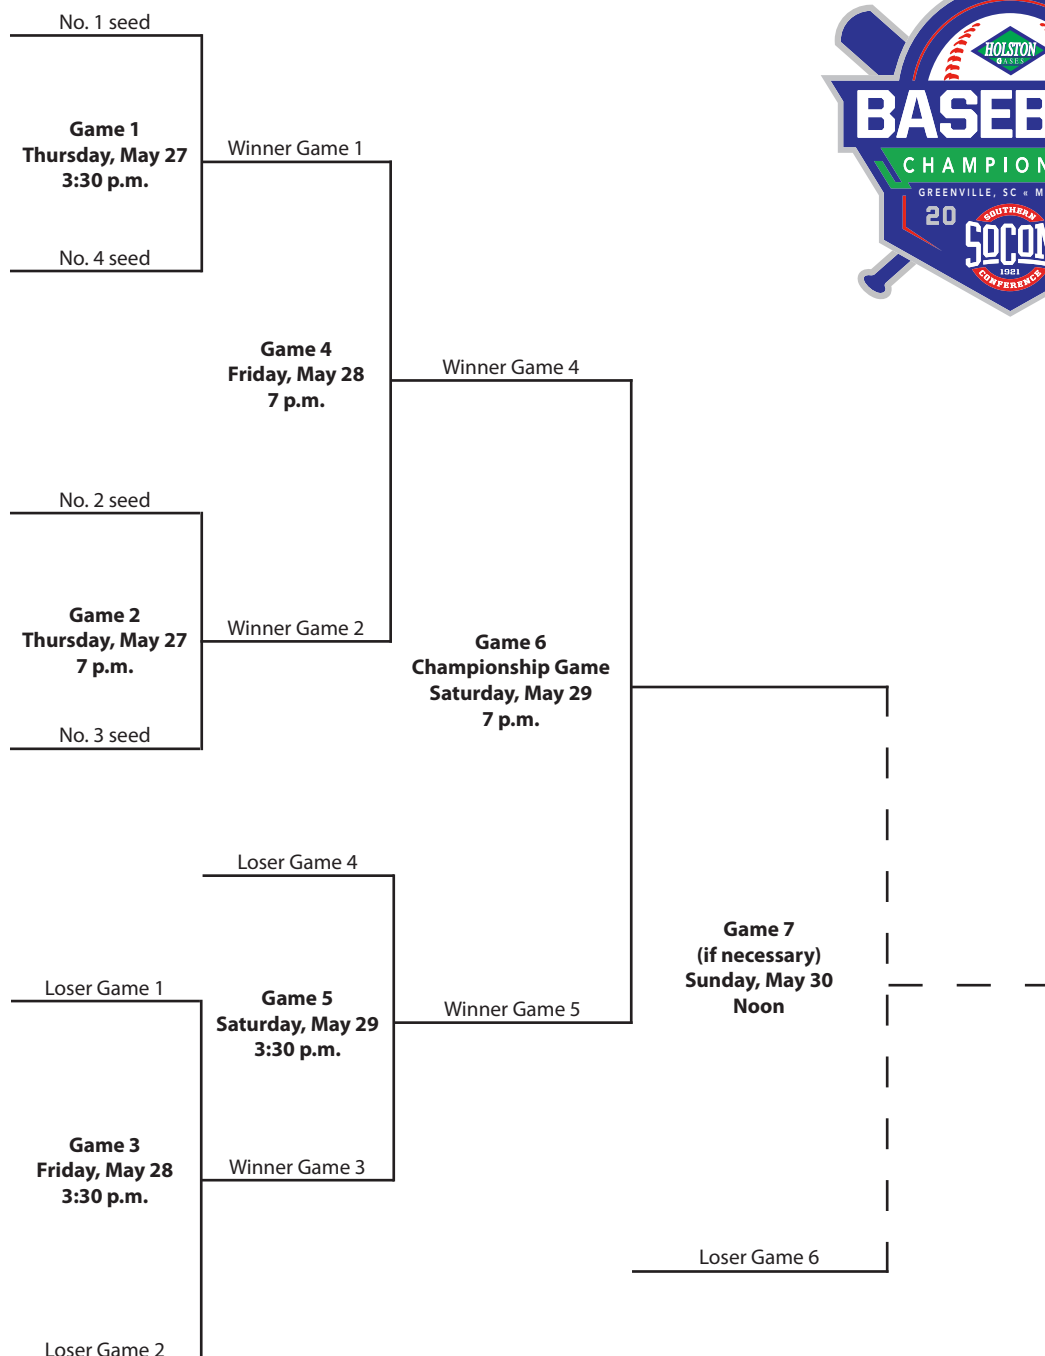 No. 1 seed
Game 1
Thursday, May 27
3:30 p.m.
Winner Game 1
No. 4 seed
HOLSTON
GASES
BASEB
CHAMPION
GREENVILLE, SC « M
20
SOUTHERN
SOCON
1921
CONFERENCE
Game 4
Friday, May 28
7 p.m.
Winner Game 4
No. 2 seed
Game 2
Thursday, May 27
7 p.m.
Winner Game 2
No. 3 seed
Game 6
Championship Game
Saturday, May 29
7 p.m.
Loser Game 4
Loser Game 1
Game 5
Saturday, May 29
3:30 p.m.
Winner Game 5
Game 7
(if necessary)
Sunday, May 30
Noon
Game 3
Friday, May 28
3:30 p.m.
Winner Game 3
Loser Game 6
Loser Game 2